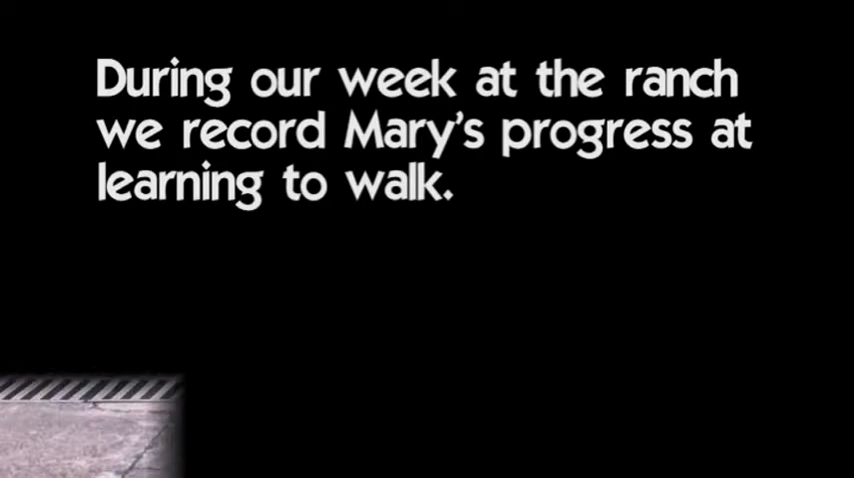 During our week at the ranch
we record Mary's progress at
learning to walk.